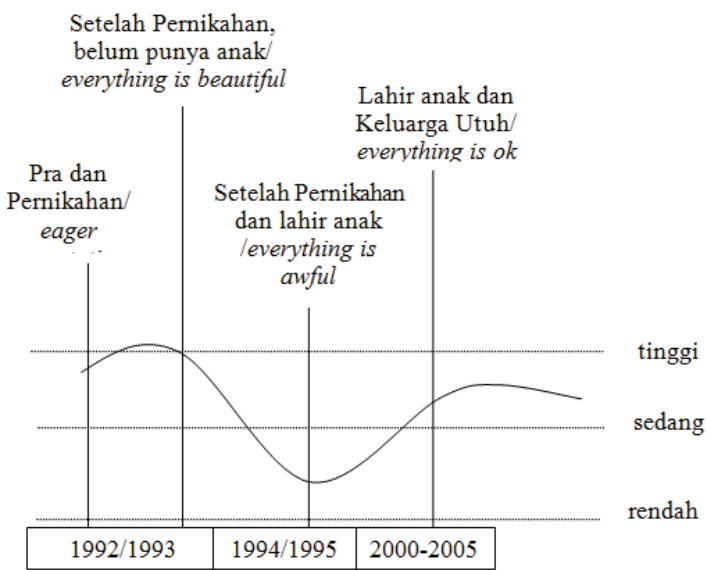 Setelah Pernikahan,
belum punya anak/
everything is beautiful
Lahir anak dan
Keluarga Utuh/
everything is ok
Pra dan
Pernikahan/
eager
Setelah Pernikahan
dan lahir anak
/everything is
awful
tinggi
sedang
rendah
1992/1993
1994/1995
2000-2005